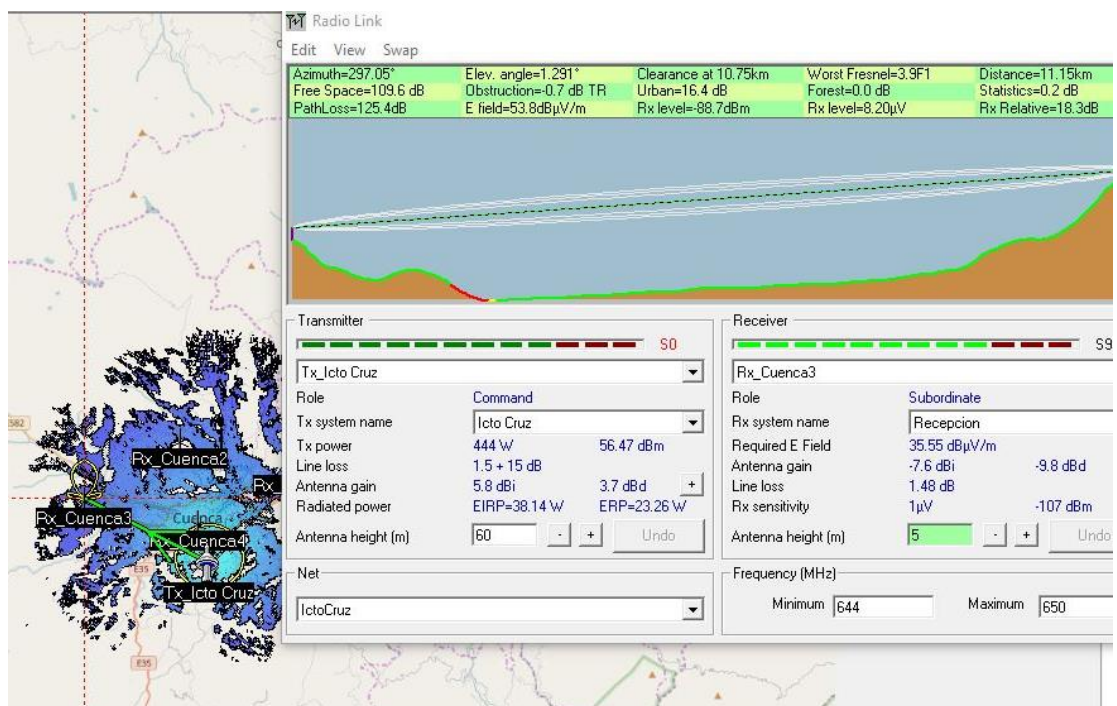 Radio Link
Edit View Swap
Azimuth=297.05° Elev. angle=1.291° Clearance at 10.75km Worst Fresnel=3.9F1 Distance=11.15km
Free Space=109.6 dB Obstruction=-0.7 dB TR Urban=16.4 dB Forest=0.0 dB Statistics=0.2 dB
PathLoss=125.4dB E field=53.8dBµV/m Rx level=-88.7dBm Rx level=8.20µV Rx Relative=18.3dB
Transmitter
S0
Tx_Icto Cruz
Role Command
Tx system name Icto Cruz
Tx power 444 W 56.47 dBm
Line loss 1.5 + 15 dB
Antenna gain 5.8 dBi 3.7 dBd +
Radiated power EIRP=38.14 W ERP=23.26 W
Antenna height (m) 60 - + Undo
Net
IctoCruz
Receiver
S9
Rx_Cuenca3
Role Subordinate
Rx system name Recepcion
Required E Field 35.55 dBµV/m
Antenna gain -7.6 dBi -9.8 dBd
Line loss 1.48 dB
Rx sensitivity 1µV -107 dBm
Antenna height (m) 5 - + Undo
Frequency (MHz)
Minimum 644 Maximum 650
E582
Rx_Cuenca2
Rx
Rx_Cuenca3
Cuenca
Rx_Cuenca4
E35
Tx_Icto Cruz
E35